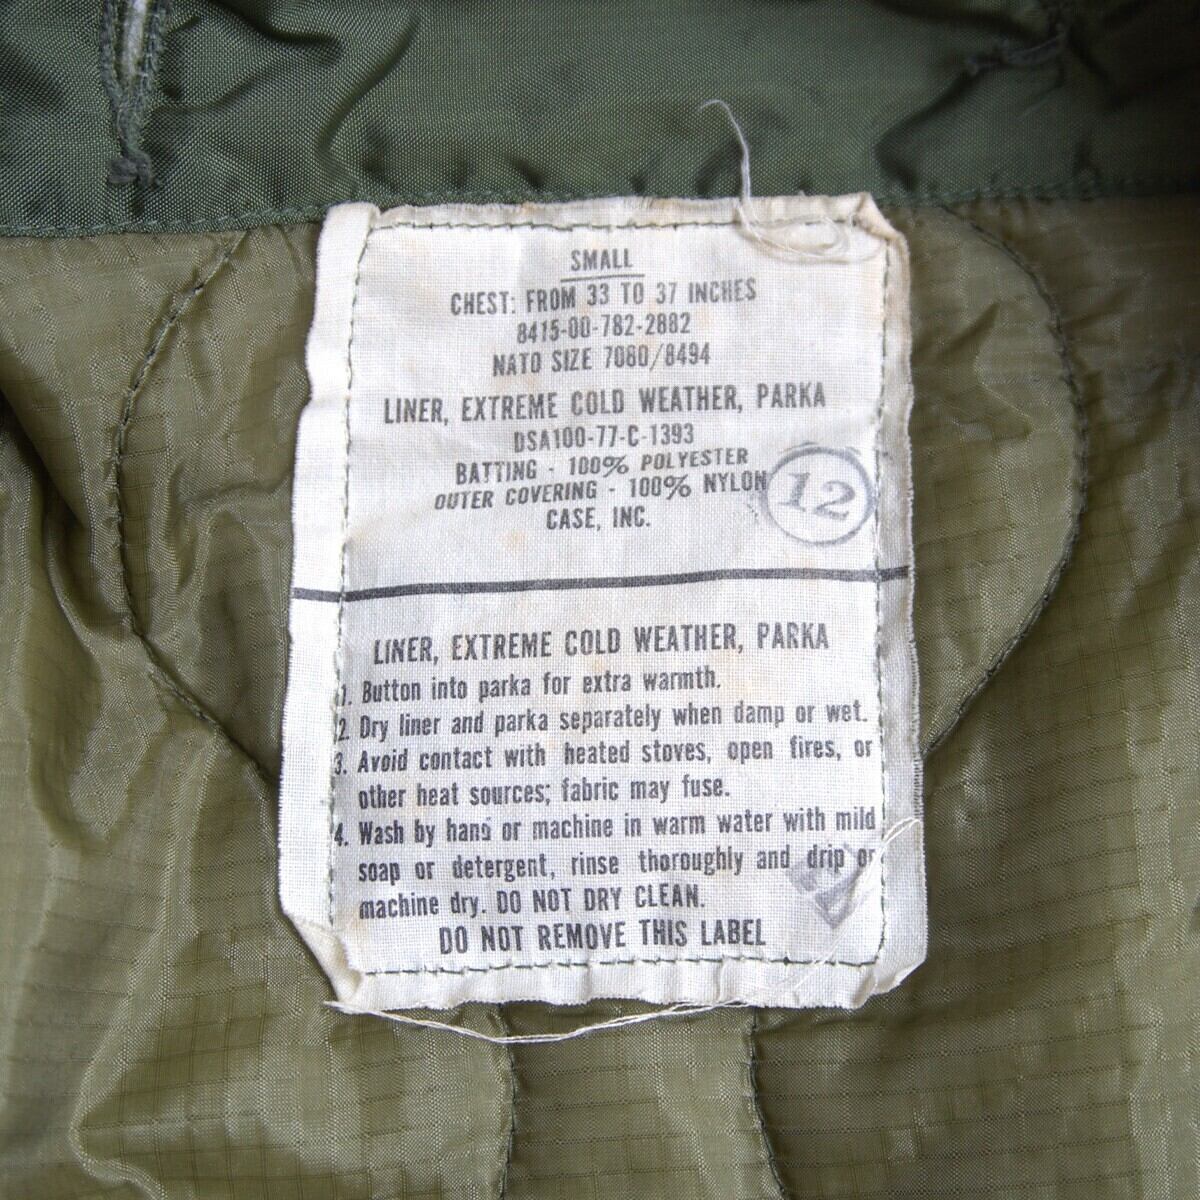 SMALL
CHEST: FROM 33 TO 37 INCHES
8415-00-782-2882
NATO SIZE 7080/8494
LINER, EXTREME COLD WEATHER, PARKA
DSA100-77-C-1393
BATTING - 100% POLYESTER
OUTER COVERING - 100% NYLON
CASE, INC.
12
LINER, EXTREME COLD WEATHER, PARKA
1. Button into parka for extra warmth.
2. Dry liner and parka separately when damp or wet.
3. Avoid contact with heated stoves, open fires, or
other heat sources; fabric may fuse.
4. Wash by hand or machine in warm water with mild
soap or detergent, rinse thoroughly and drip or
machine dry. DO NOT DRY CLEAN.
DO NOT REMOVE THIS LABEL